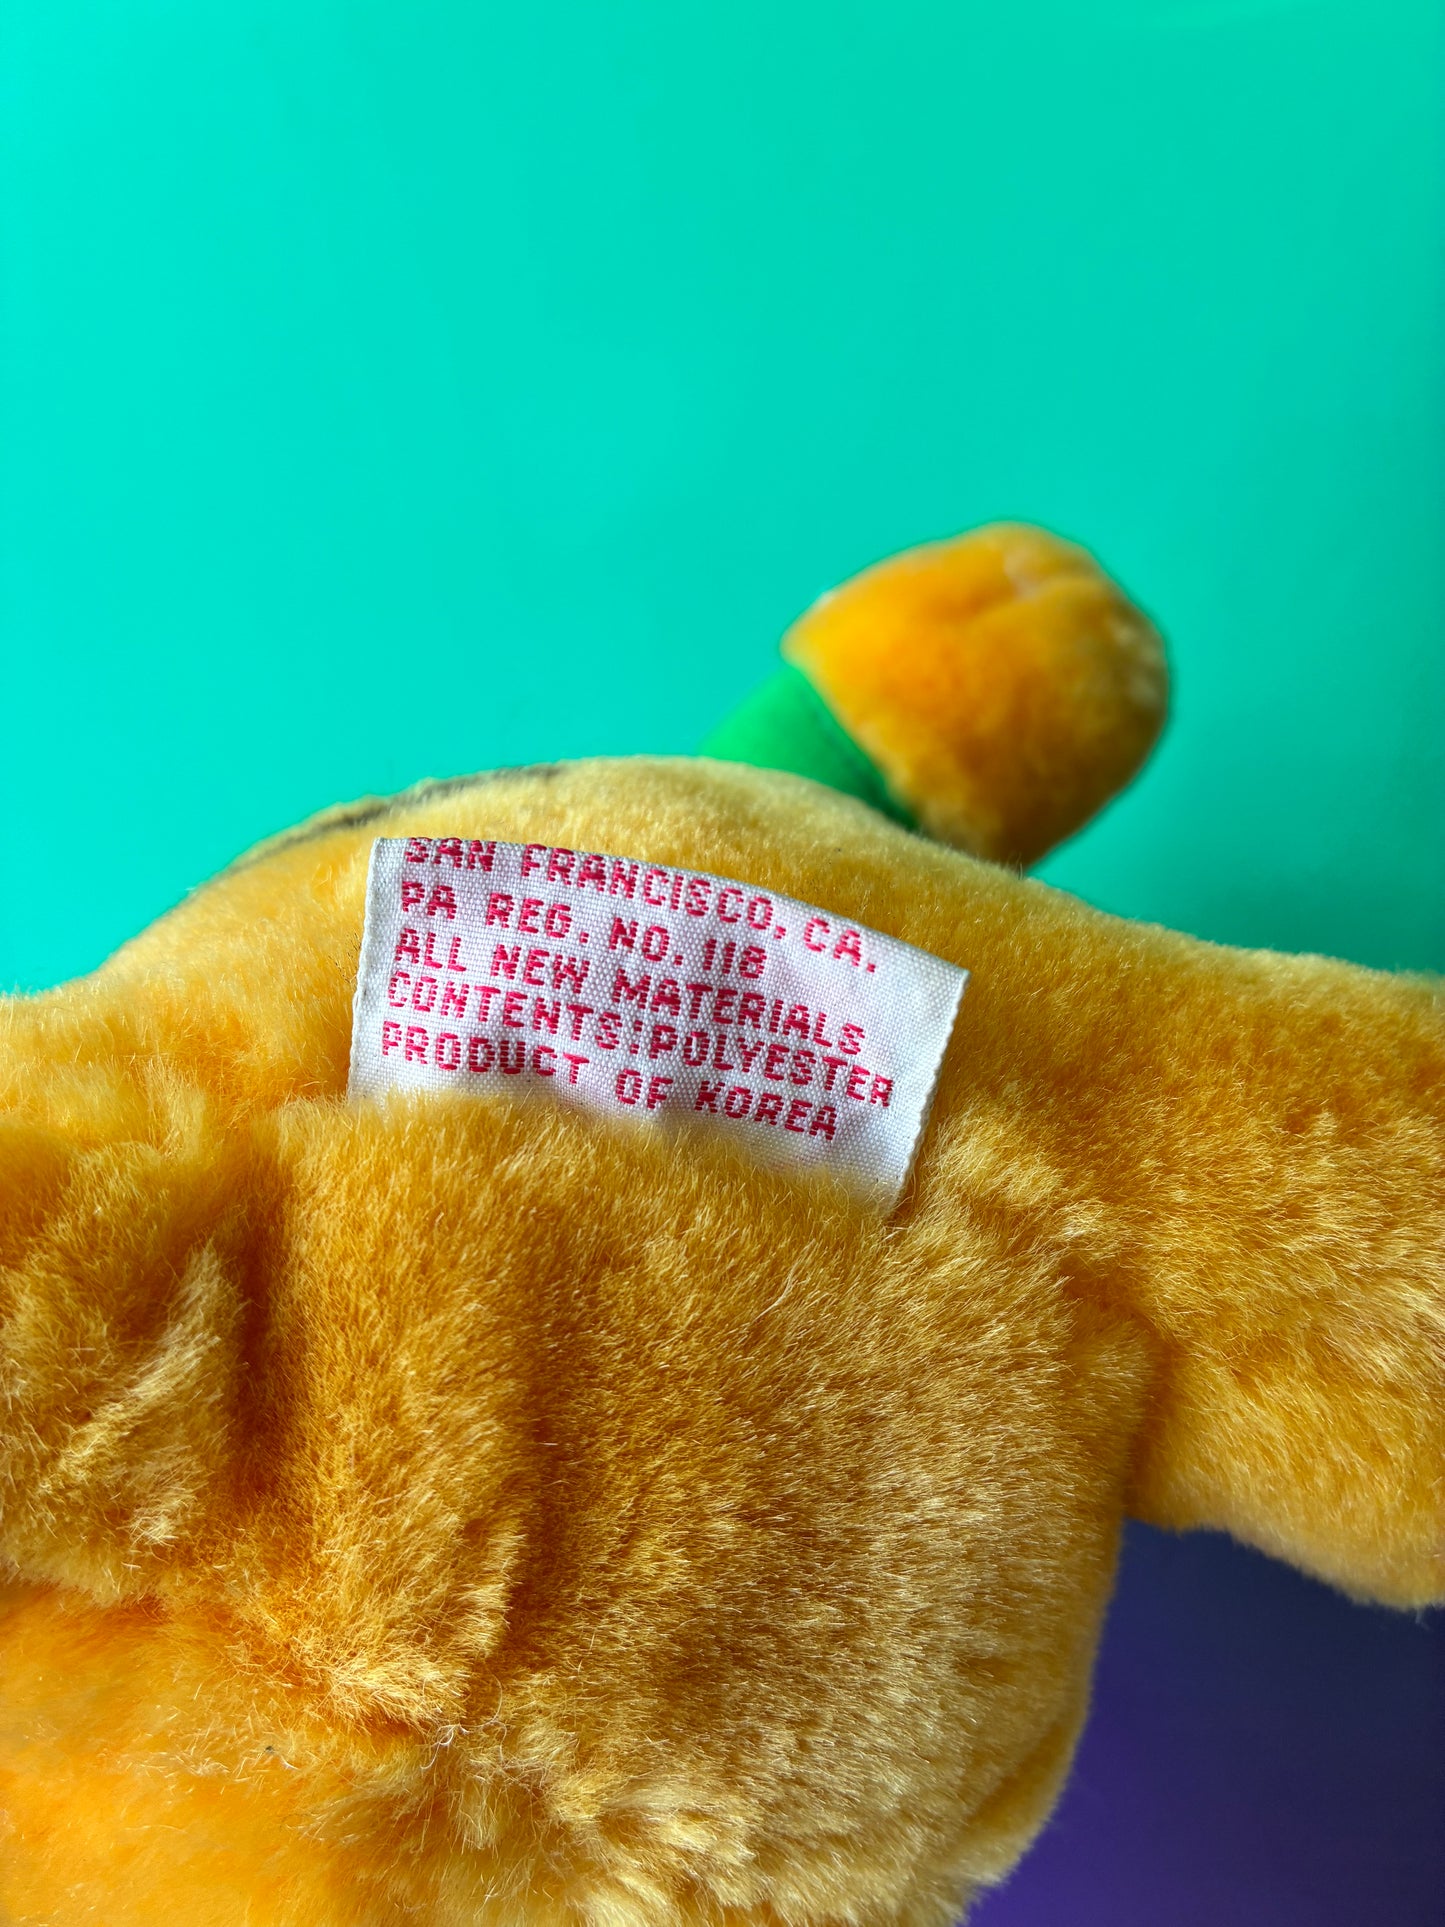 SAN FRANCISCO, CA.
PA REG. NO. 118
ALL NEW MATERIALS
CONTENTS:POLYESTER
PRODUCT OF KOREA